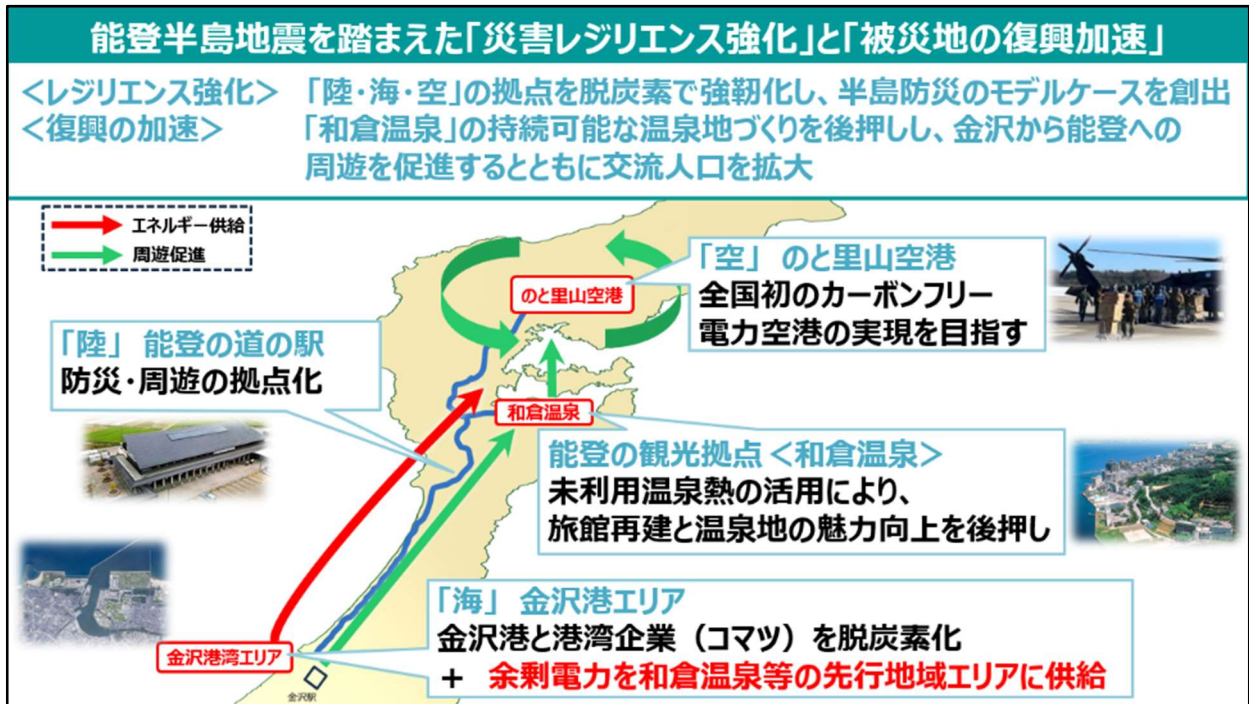 能登半島地震を踏まえた「災害レジリエンス強化」と「被災地の復興加速」
<レジリエンス強化> 「陸・海・空」の拠点を脱炭素で強靭化し、半島防災のモデルケースを創出
<復興の加速> 「和倉温泉」の持続可能な温泉地づくりを後押しし、金沢から能登への
周遊を促進するとともに交流人口を拡大
エネルギー供給
周遊促進
「空」 のと里山空港
全国初のカーボンフリー
電力空港の実現を目指す
のと里山空港
「陸」 能登の道の駅
防災・周遊の拠点化
和倉温泉
能登の観光拠点<和倉温泉>
未利用温泉熱の活用により、
旅館再建と温泉地の魅力向上を後押し
「海」 金沢港エリア
金沢港と港湾企業（コマツ）を脱炭素化
+ 余剰電力を和倉温泉等の先行地域エリアに供給
金沢港湾エリア
金沢駅